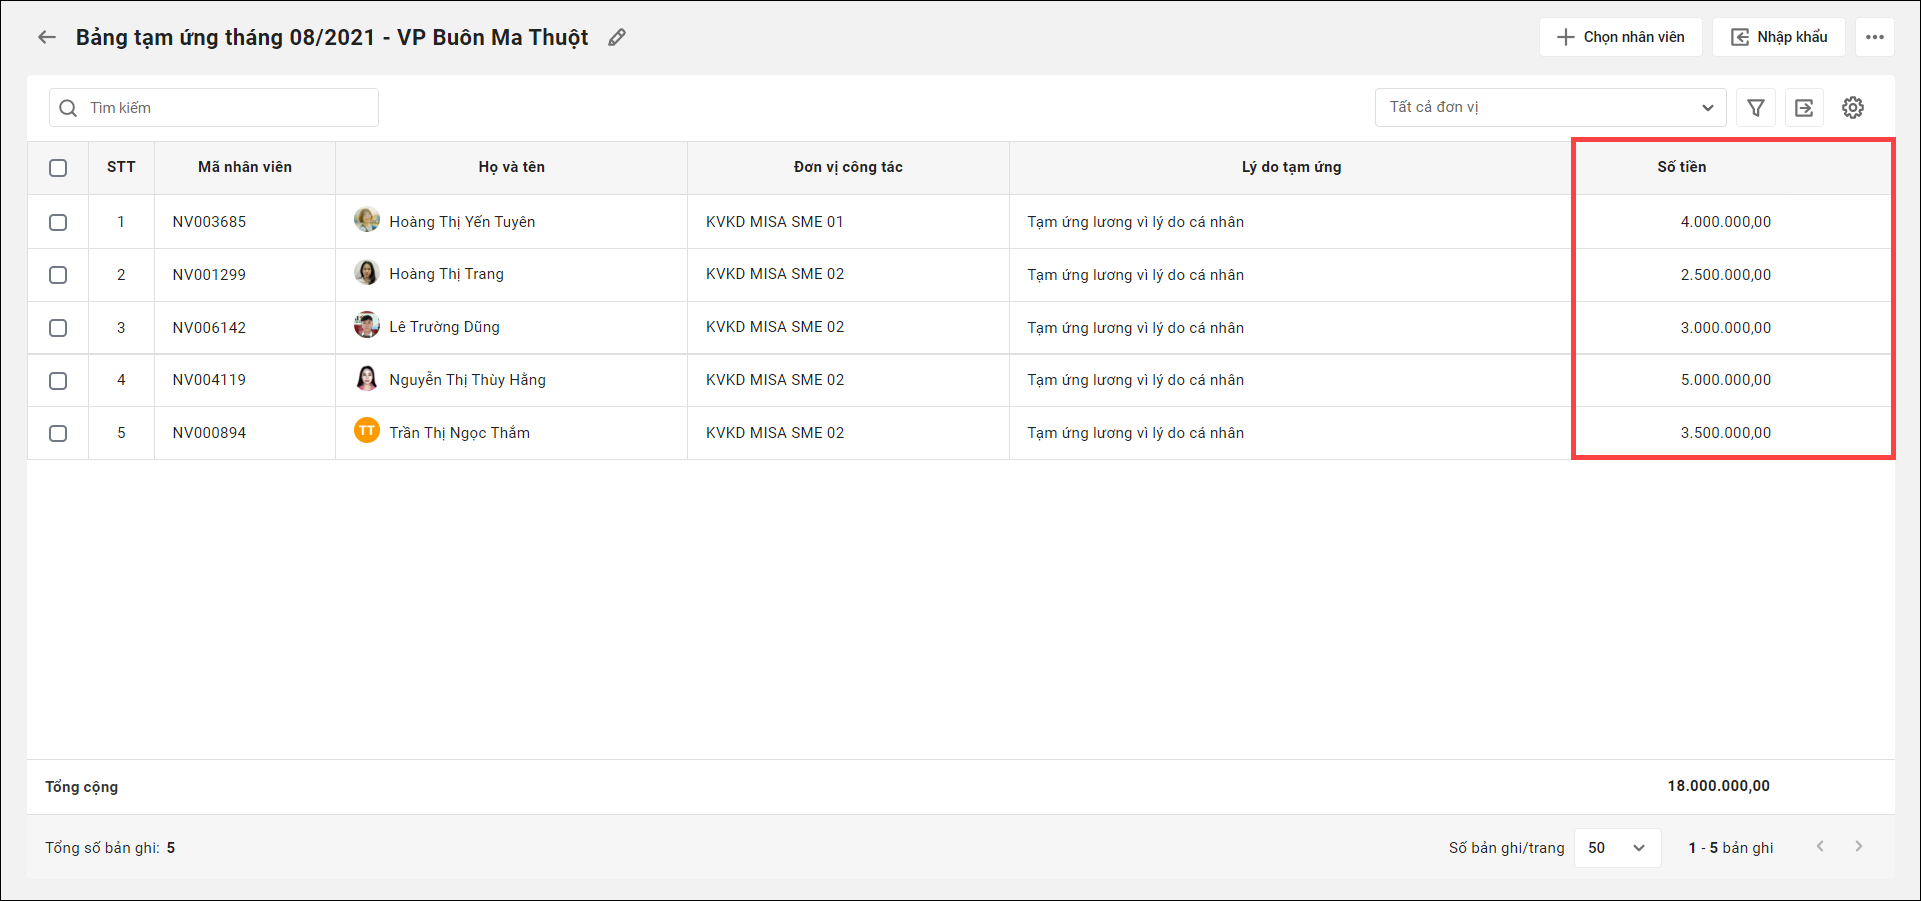 Bảng tạm ứng tháng 08/2021 - VP Buôn Ma Thuột
Chọn nhân viên
Nhập khẩu
Tìm kiếm
Tất cả đơn vị
STT Mã nhân viên Họ và tên Đơn vị công tác Lý do tạm ứng Số tiền
1 NV003685 Hoàng Thị Yến Tuyên KVKD MISA SME 01 Tạm ứng lương vì lý do cá nhân 4.000.000,00
2 NV001299 Hoàng Thị Trang KVKD MISA SME 02 Tạm ứng lương vì lý do cá nhân 2.500.000,00
3 NV006142 Lê Trường Dũng KVKD MISA SME 02 Tạm ứng lương vì lý do cá nhân 3.000.000,00
4 NV004119 Nguyễn Thị Thùy Hằng KVKD MISA SME 02 Tạm ứng lương vì lý do cá nhân 5.000.000,00
5 NV000894 TT Trần Thị Ngọc Thắm KVKD MISA SME 02 Tạm ứng lương vì lý do cá nhân 3.500.000,00
Tổng cộng 18.000.000,00
Tổng số bản ghi: 5 Số bản ghi/trang 50 1 - 5 bản ghi